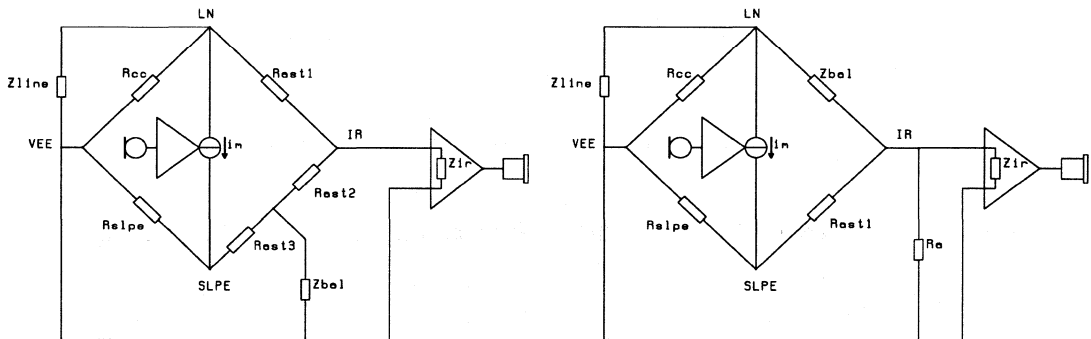 LN
Rcc
Rast1
Zline
VEE
im
IR
Zir
Rast2
Rslpe
Rast3
SLPE
Zbal
LN
Rcc
Zbal
Zline
VEE
im
IR
Zir
Rslpe
Rast1
Ra
SLPE